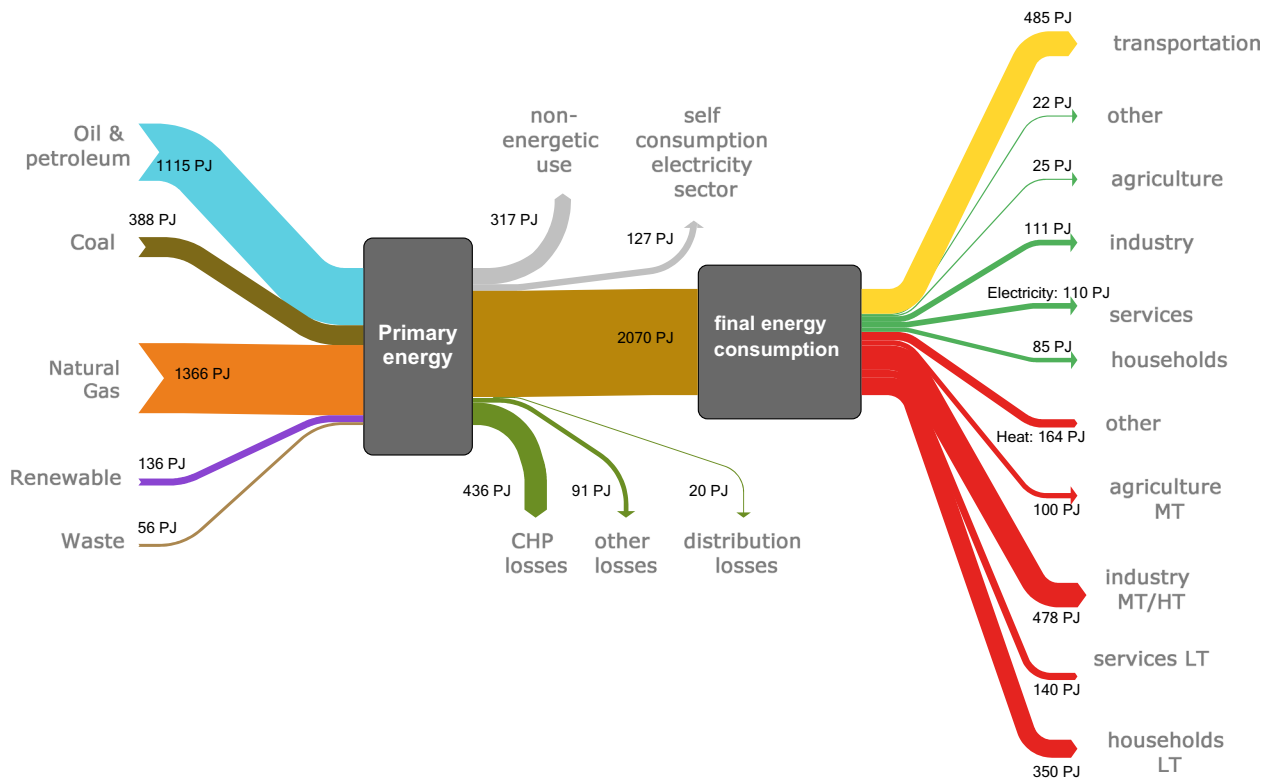 485 PJ
transportation
22 PJ
other
25 PJ
agriculture
111 PJ
industry
Electricity: 110 PJ
services
85 PJ
households
Heat: 164 PJ
other
100 PJ
agriculture
MT
478 PJ
industry
MT/HT
140 PJ
services LT
350 PJ
households
LT
non-
energetic
use
317 PJ
self
consumption
electricity
sector
127 PJ
Oil &
petroleum
1115 PJ
Coal
388 PJ
Natural
Gas
1366 PJ
Renewable
136 PJ
Waste
56 PJ
Primary
energy
2070 PJ
final energy
consumption
436 PJ
CHP
losses
91 PJ
other
losses
20 PJ
distribution
losses